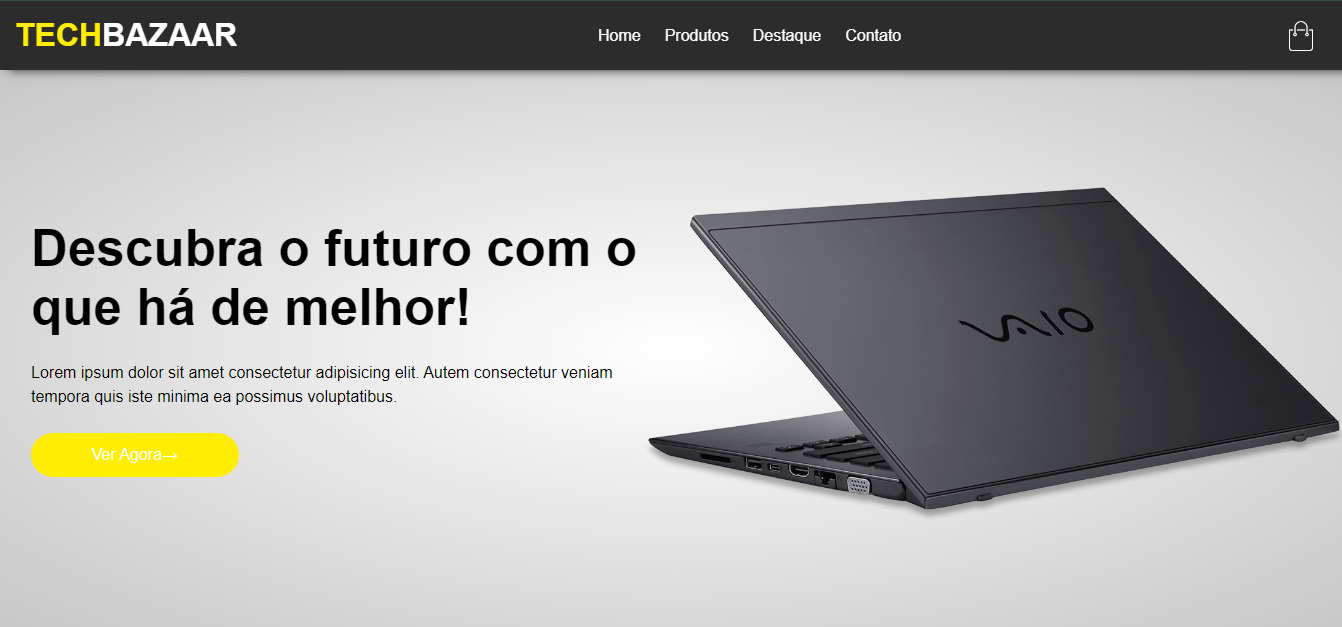 TECHBAZAAR
Home Produtos Destaque Contato
Descubra o futuro com o
que há de melhor!
Lorem ipsum dolor sit amet consectetur adipisicing elit. Autem consectetur veniam
tempora quis iste minima ea possimus voluptatibus.
Ver Agora→
VAIO